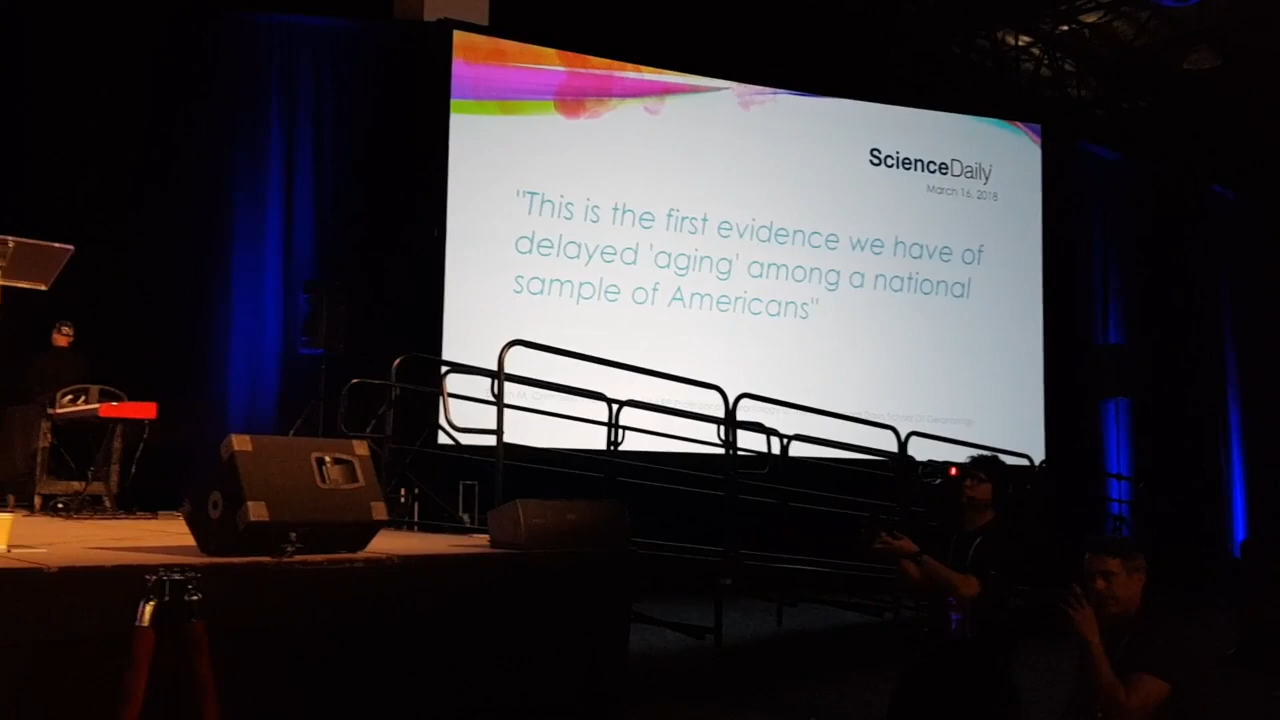 ScienceDaily
March 16, 2018
"This is the first evidence we have of
delayed 'aging' among a national
sample of Americans"